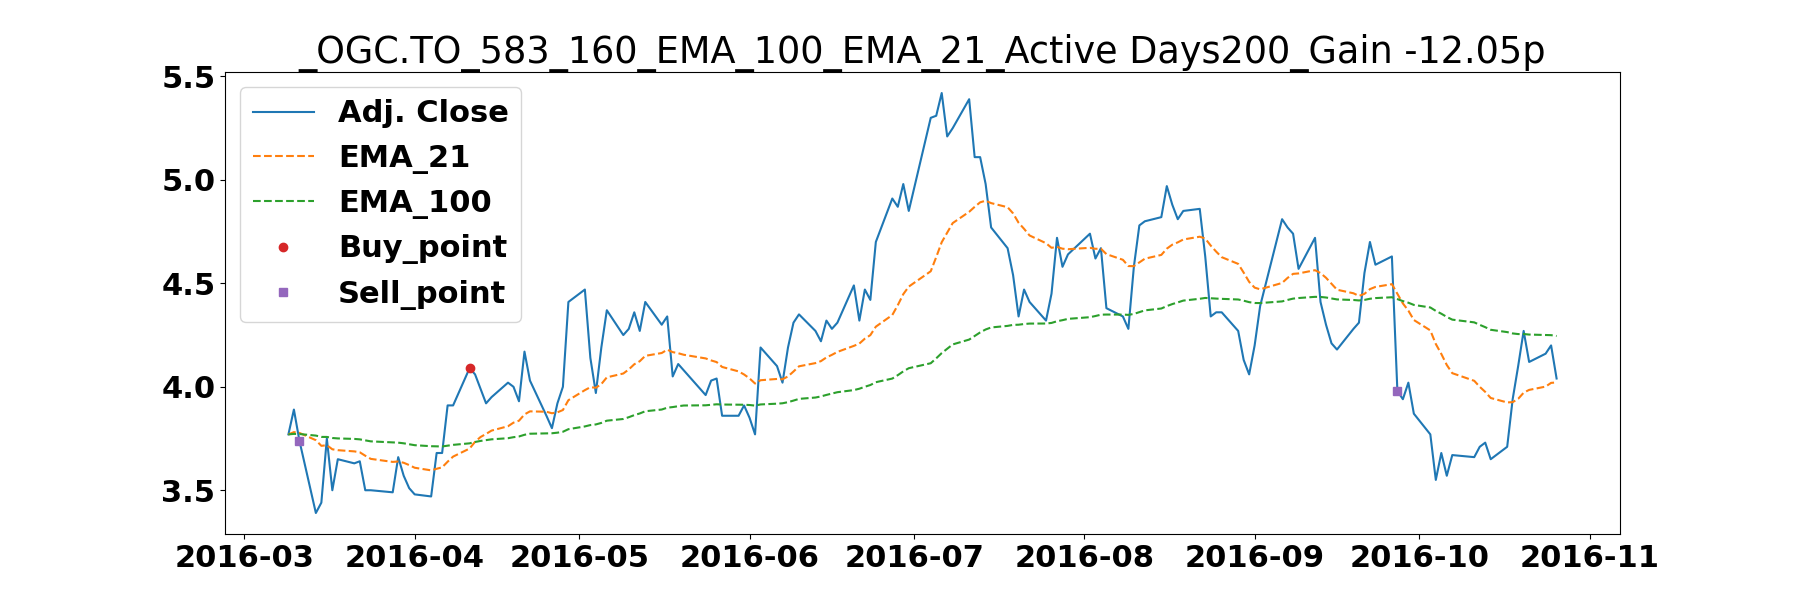 _OGC.TO_583_160_EMA_100_EMA_21_Active Days200_Gain -12.05p
5.5
5.0
4.5
4.0
3.5
Adj. Close
EMA_21
EMA_100
Buy_point
Sell_point
2016-03 2016-04 2016-05 2016-06 2016-07 2016-08 2016-09 2016-10 2016-11